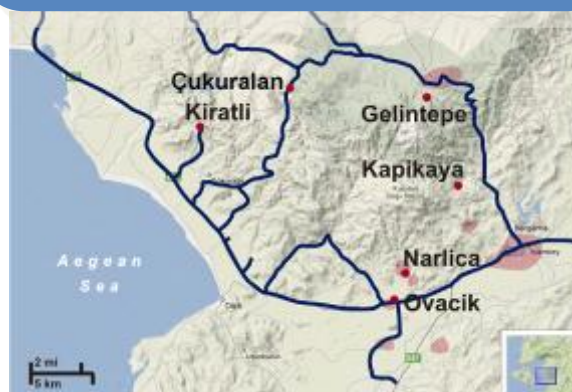 Çukuralan
Kiratli
Gelintepe
Kapikaya
Aegean
Sea
Narlica
Ovacik
2 mi
5 km